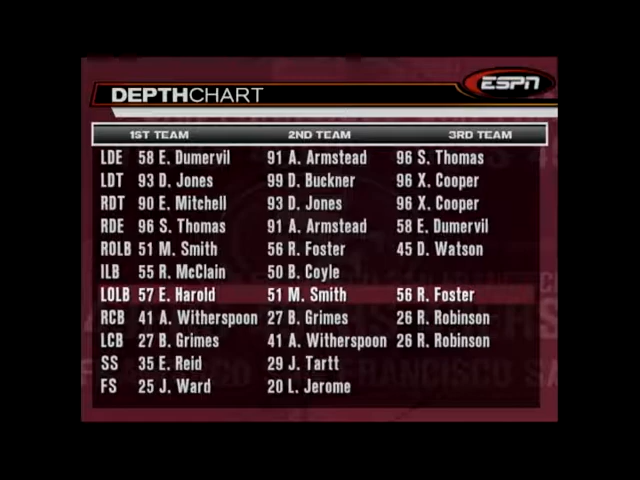 ESPN
DEPTHCHART
1ST TEAM 2ND TEAM 3RD TEAM
LDE 58 E. Dumervil 91 A. Armstead 96 S. Thomas
LDT 93 D. Jones 99 D. Buckner 96 X. Cooper
RDT 90 E. Mitchell 93 D. Jones 96 X. Cooper
RDE 96 S. Thomas 91 A. Armstead 58 E. Dumervil
ROLB 51 M. Smith 56 R. Foster 45 D. Watson
ILB 55 R. McClain 50 B. Coyle
LOLB 57 E. Harold 51 M. Smith 56 R. Foster
RCB 41 A. Witherspoon 27 B. Grimes 26 R. Robinson
LCB 27 B. Grimes 41 A. Witherspoon 26 R. Robinson
SS 35 E. Reid 29 J. Tartt
FS 25 J. Ward 20 L. Jerome